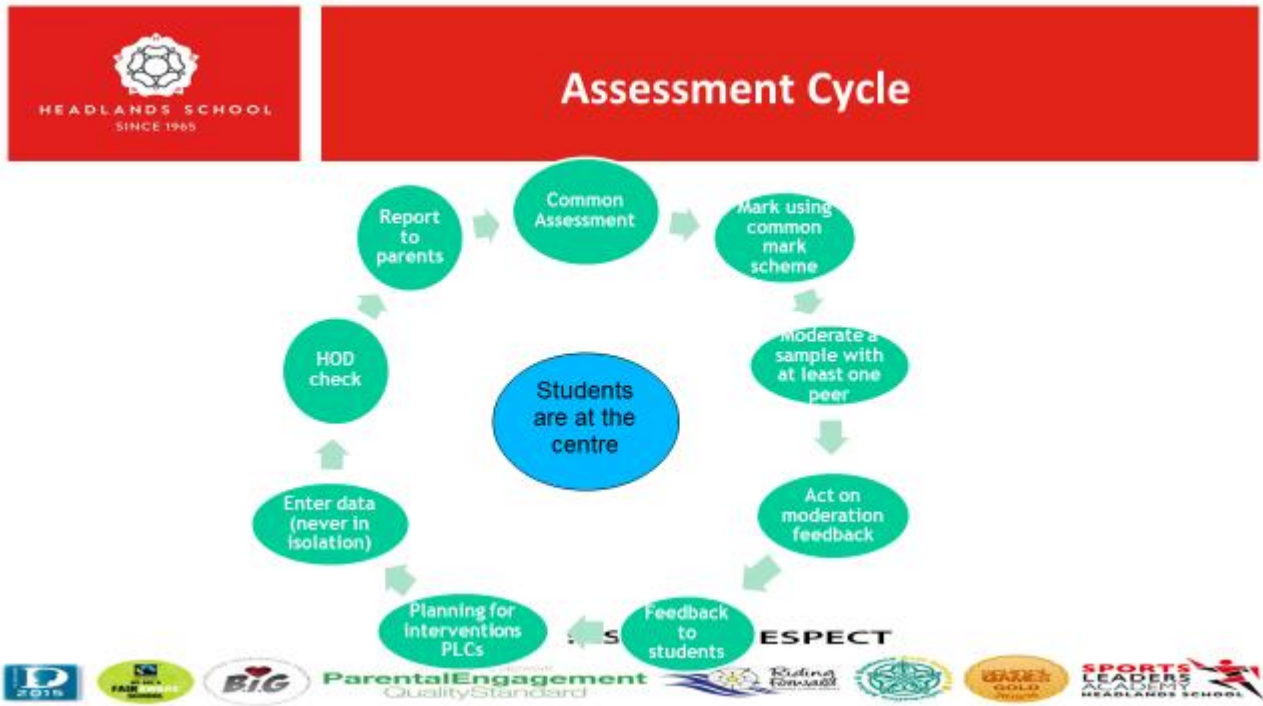 HEADLANDS SCHOOL
SINCE 1965
Assessment Cycle
Common
Assessment
Mark using
common
mark
scheme
Moderate a
sample with
at least one
peer
Act on
moderation
feedback
Feedback
to
students
Planning for
interventions
PLCs
Enter data
(never in
isolation)
HOD
check
Report
to
parents
Students
are at the
centre
ESPECT
2015
FAIR
SCHOOL
BIG
ParentalEngagement
QualityStandard
Riding
Forward
GOLD
SPORTS
LEADERS
ACADEMY
HEADLANDS SCHOOL